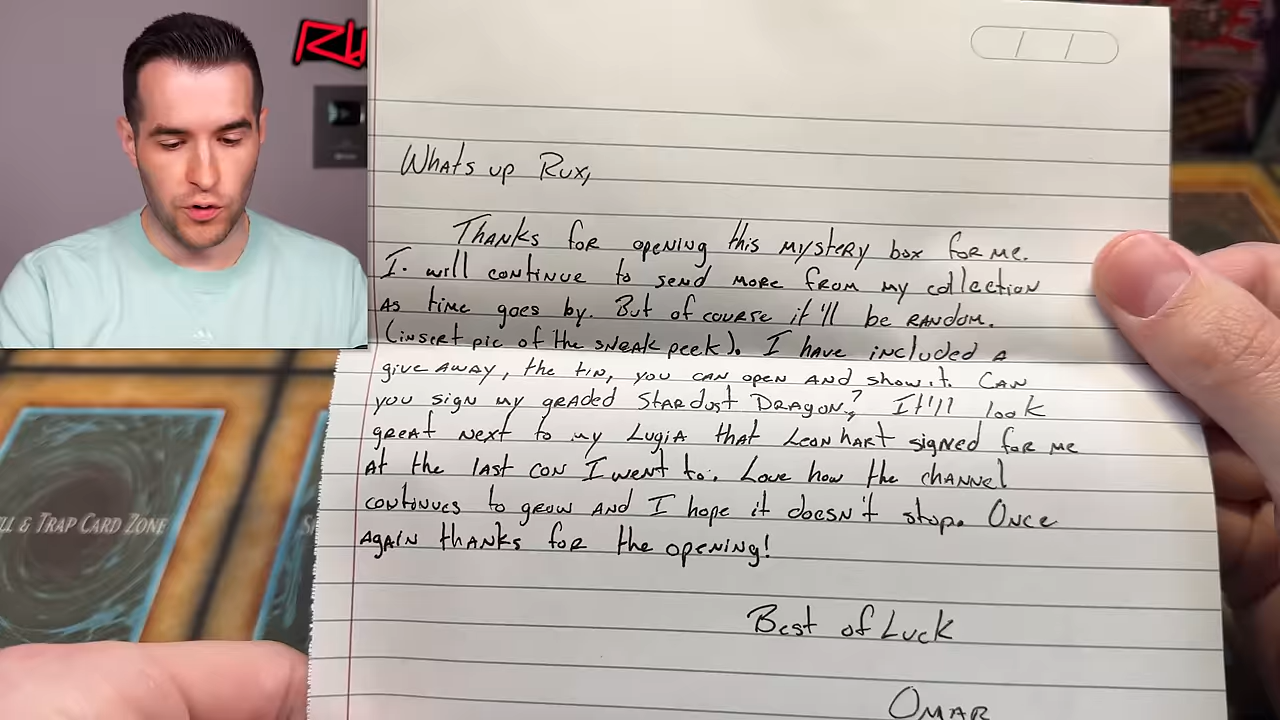 Ru
Whats up Rux,
Thanks for opening this mystery box for me.
I. will continue to send more from my collection
as time goes by. But of course it'll be random.
(insert pic of the sneak peek). I have included a
give away, the tin, you can open and show it. Can
you sign my graded Stardust Dragon? It'll look
great next to my Lugia that Leonhart signed for me
at the last con I went to. Love how the channel
continues to grow and I hope it doesn't stop. Once
again thanks for the opening!
Best of Luck
Omar
LL & TRAP CARD ZONE